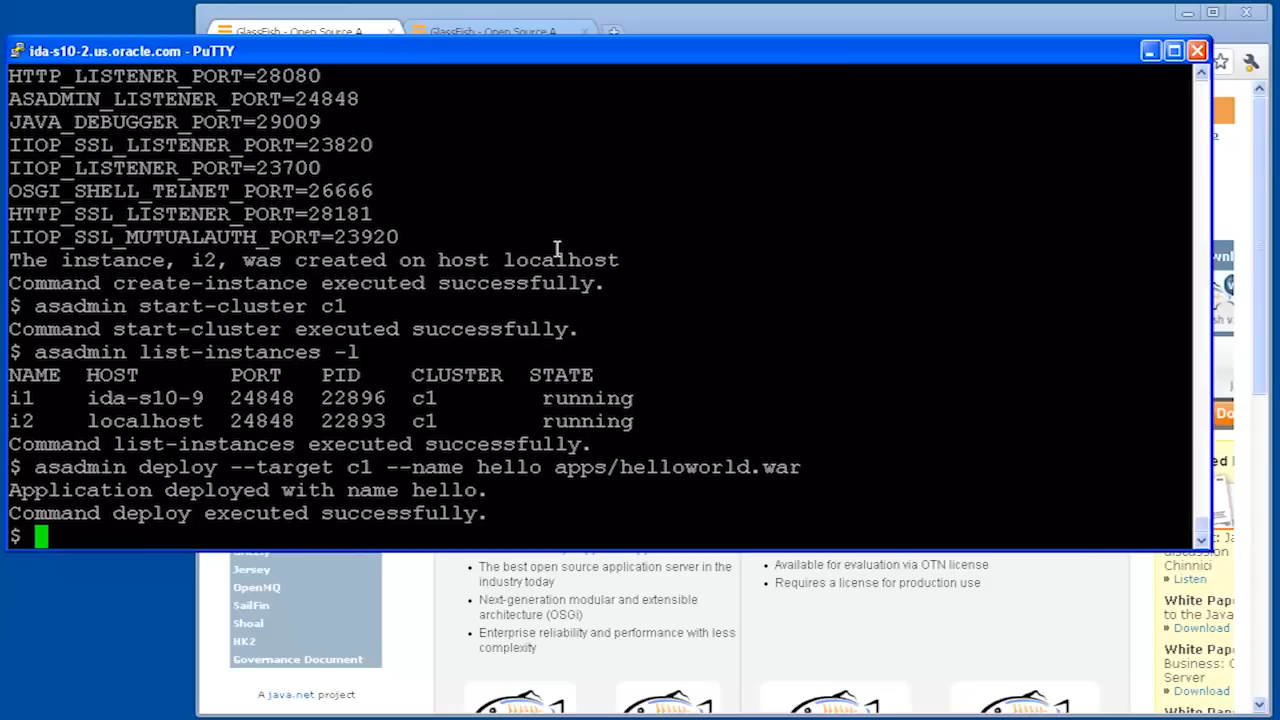 GlassFish - Open Source A
GlassFish - Open Source A
ida-s10-2.us.oracle.com - PuTTY
HTTP_LISTENER_PORT=28080
ASADMIN_LISTENER_PORT=24848
JAVA_DEBUGGER_PORT=29009
IIOP_SSL_LISTENER_PORT=23820
IIOP_LISTENER_PORT=23700
OSGI_SHELL_TELNET_PORT=26666
HTTP_SSL_LISTENER_PORT=28181
IIOP_SSL_MUTUALAUTH_PORT=23920
The instance, i2, was created on host localhost
Command create-instance executed successfully.
$ asadmin start-cluster c1
Command start-cluster executed successfully.
$ asadmin list-instances -l
NAME HOST PORT PID CLUSTER STATE
i1 ida-s10-9 24848 22896 c1 running
i2 localhost 24848 22893 c1 running
Command list-instances executed successfully.
$ asadmin deploy --target c1 --name hello apps/helloworld.war
Application deployed with name hello.
Command deploy executed successfully.
$
Jersey
OpenMQ
SailFin
Shoal
HK2
Governance Document
A java.net project
• The best open source application server in the
industry today
• Next-generation modular and extensible
architecture (OSGi)
• Enterprise reliability and performance with less
complexity
• Available for evaluation via OTN license
• Requires a license for production use
discussion
Chinnici
» Listen
White Pap
to the Java
» Download
White Pape
Business: C
Server
» Download